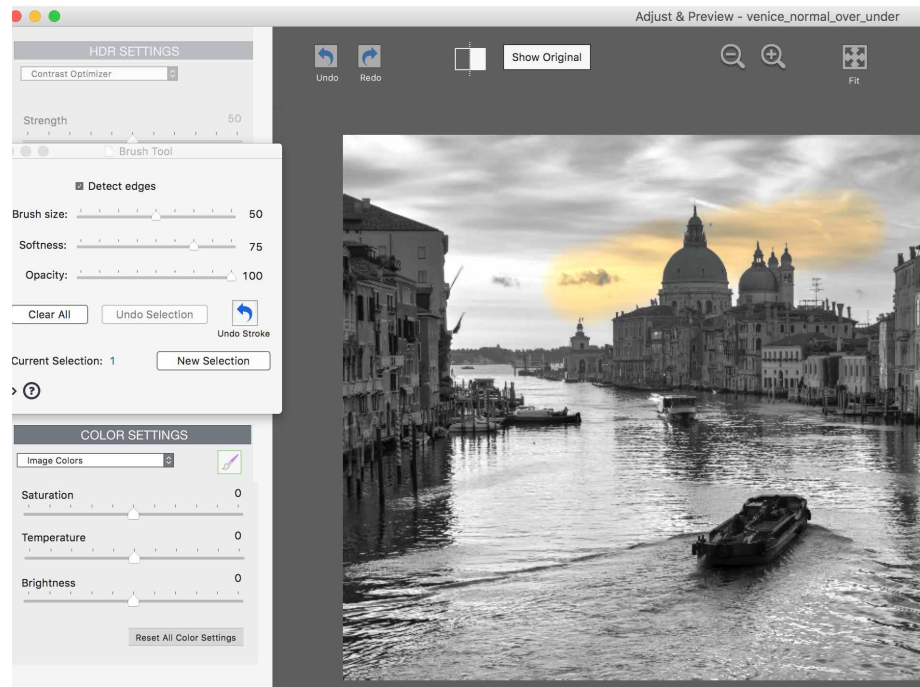 Adjust & Preview - venice_normal_over_under
HDR SETTINGS
Contrast Optimizer
Strength 50
Undo
Redo
Show Original
Fit
Brush Tool
Detect edges
Brush size: 50
Softness: 75
Opacity: 100
Clear All
Undo Selection
Undo Stroke
Current Selection: 1
New Selection
?
COLOR SETTINGS
Image Colors
Saturation 0
Temperature 0
Brightness 0
Reset All Color Settings